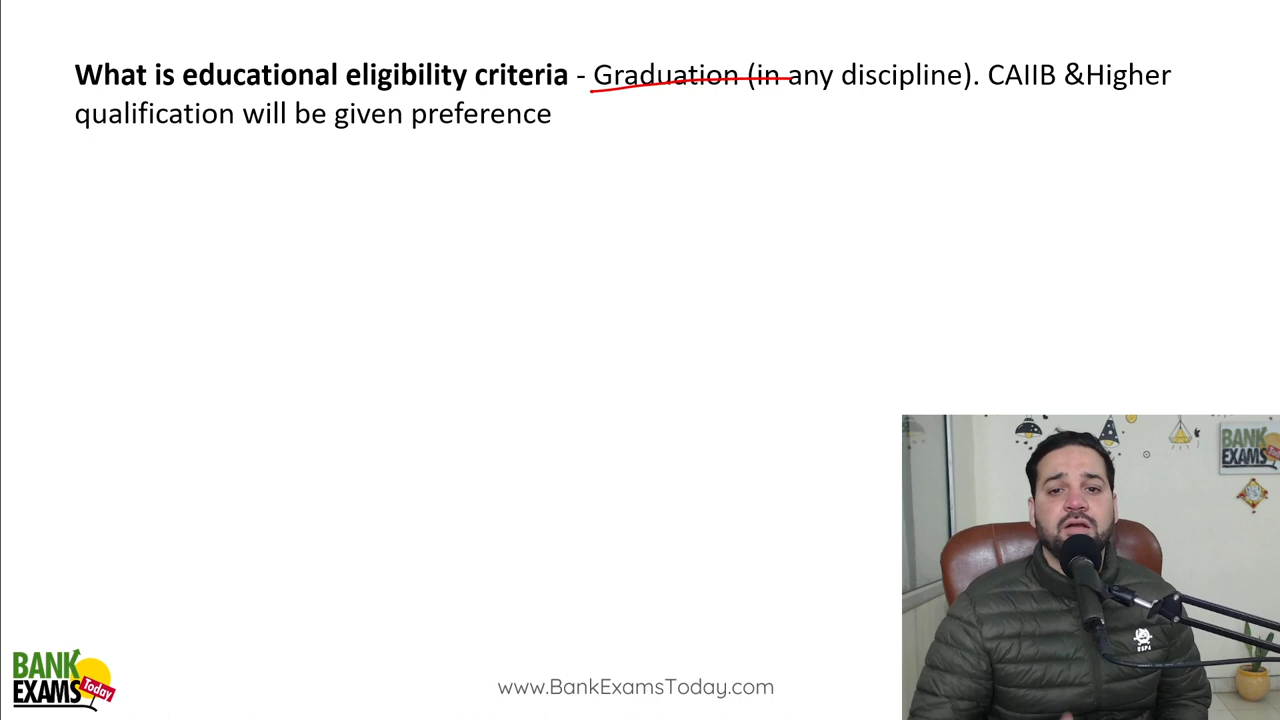 What is educational eligibility criteria - Graduation (in any discipline). CAIIB &Higher
qualification will be given preference
BANK
EXAMS
USPA
BANK
EXAMS
Today
www.BankExamsToday.com